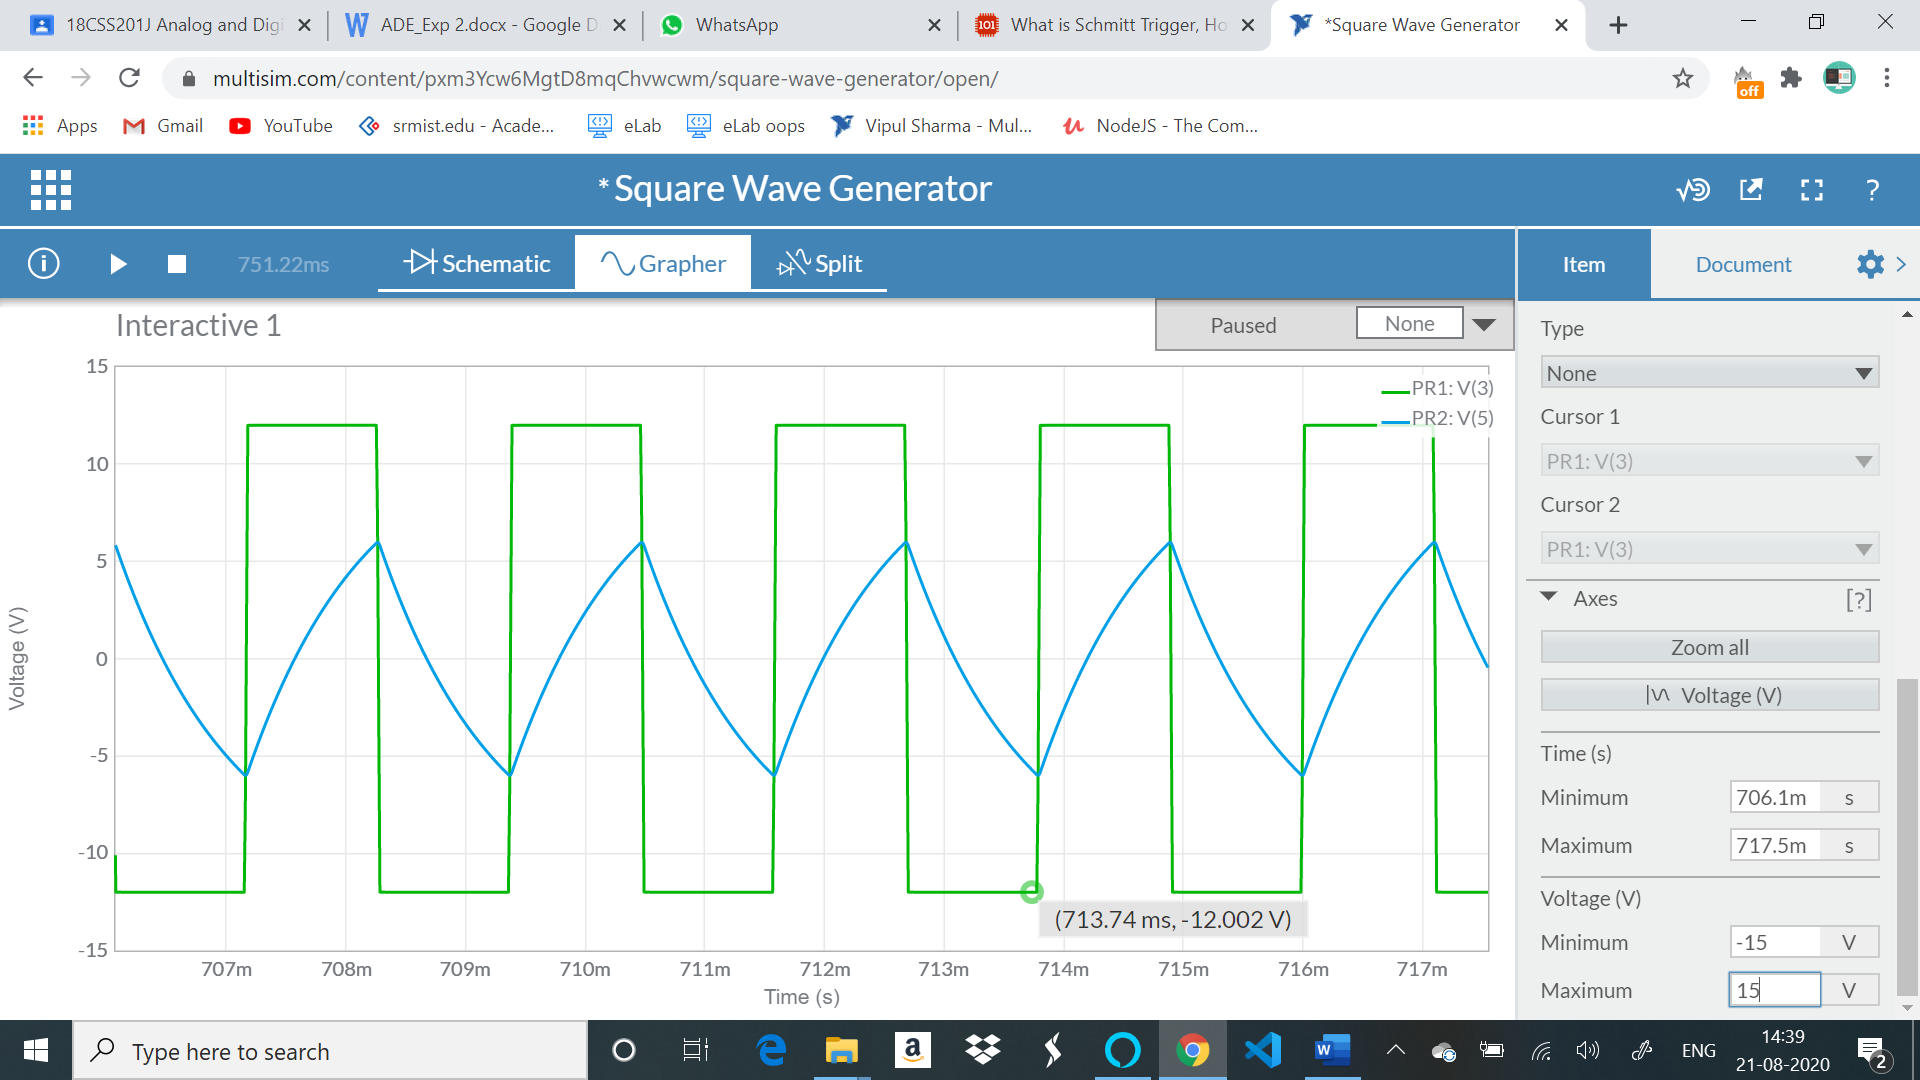 18CSS201J Analog and Digi
ADE_Exp 2.docx - Google D
WhatsApp
What is Schmitt Trigger, Ho
*Square Wave Generator
multisim.com/content/pxm3Ycw6MgtD8mqChvwcwm/square-wave-generator/open/
off
Apps
Gmail
YouTube
srmist.edu - Acade...
eLab
eLab oops
Vipul Sharma - Mul...
NodeJS - The Com...
*Square Wave Generator
?
751.22ms
Schematic
Grapher
Split
Item
Document
Interactive 1
Paused
None
PR1: V(3)
PR2: V(5)
15
10
5
0
-5
-10
-15
Voltage (V)
(713.74 ms, -12.002 V)
707m
708m
709m
710m
711m
712m
713m
714m
715m
716m
717m
Time (s)
Type
None
Cursor 1
PR1: V(3)
Cursor 2
PR1: V(3)
Axes
[?]
Zoom all
Voltage (V)
Time (s)
Minimum 706.1m s
Maximum 717.5m s
Voltage (V)
Minimum -15 V
Maximum 15 V
Type here to search
ENG
14:39
21-08-2020
2